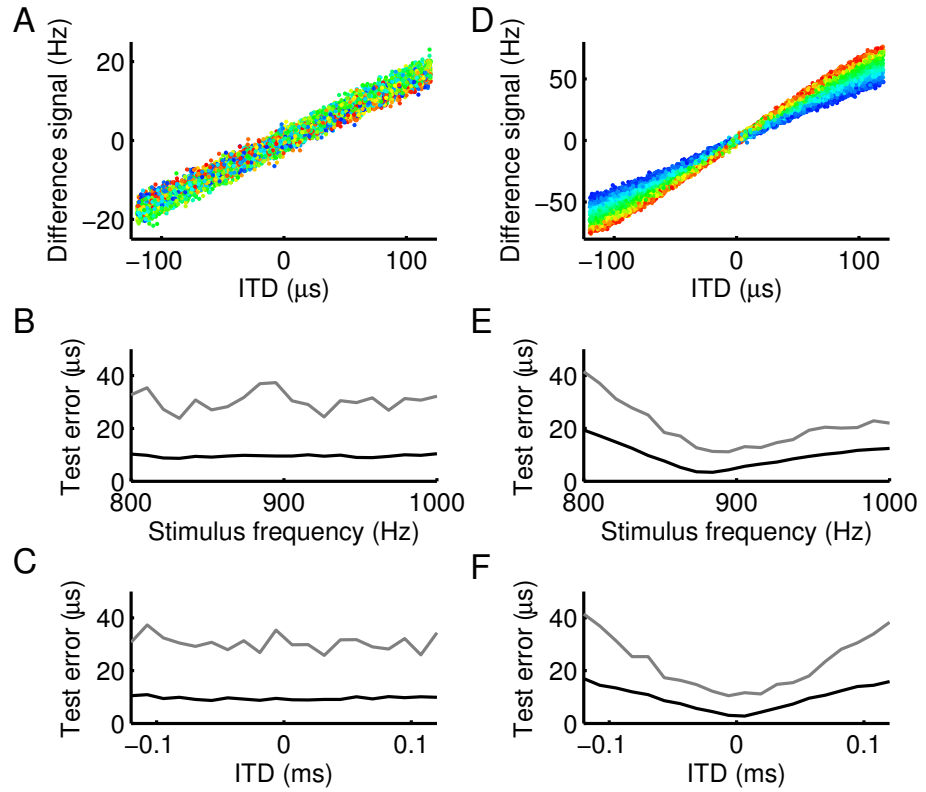 A
Difference signal (Hz)
20
0
−20
−100 0 100
ITD (μs)
D
Difference signal (Hz)
50
0
−50
−100 0 100
ITD (μs)
B
Test error (μs)
40
20
0
800 900 1000
Stimulus frequency (Hz)
E
Test error (μs)
40
20
0
800 900 1000
Stimulus frequency (Hz)
C
Test error (μs)
40
20
0
−0.1 0 0.1
ITD (ms)
F
Test error (μs)
40
20
0
−0.1 0 0.1
ITD (ms)